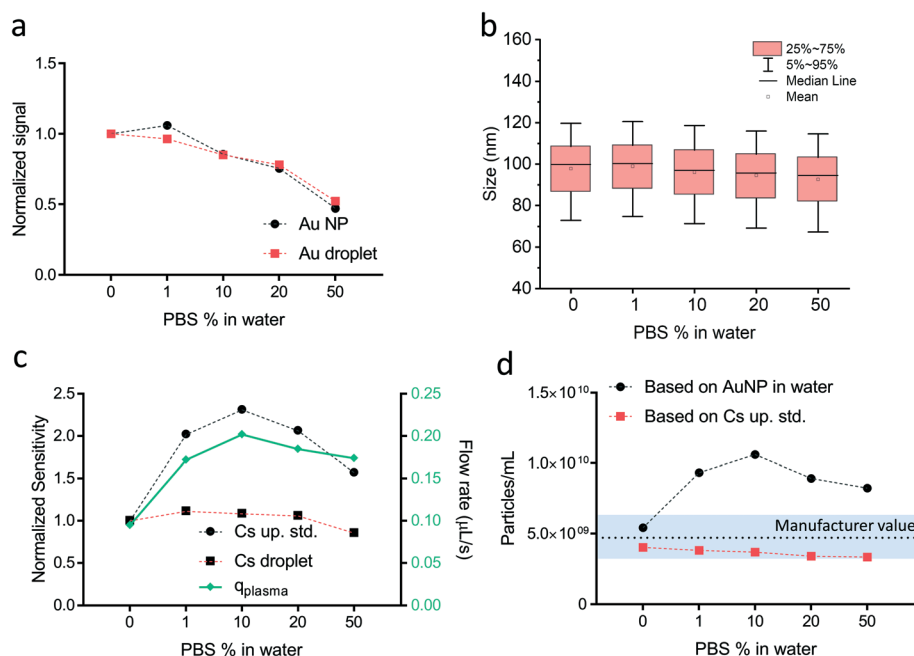 a
1.5
1.0
0.5
0.0
Normalized signal
Au NP
Au droplet
0 1 10 20 50
PBS % in water
b
160
140
120
100
80
60
40
Size (nm)
25%~75%
5%~95%
Median Line
Mean
0 1 10 20 50
PBS % in water
c
2.5
2.0
1.5
1.0
0.5
0.0
Normalized Sensitivity
0.25
0.20
0.15
0.10
0.05
0.00
Flow rate (µL/s)
Cs up. std.
Cs droplet
qplasma
0 1 10 20 50
PBS % in water
d
Based on AuNP in water
Based on Cs up. std.
1.5×10¹⁰
1.0×10¹⁰
5.0×10⁰⁹
0
Particles/mL
Manufacturer value
0 1 10 20 50
PBS % in water